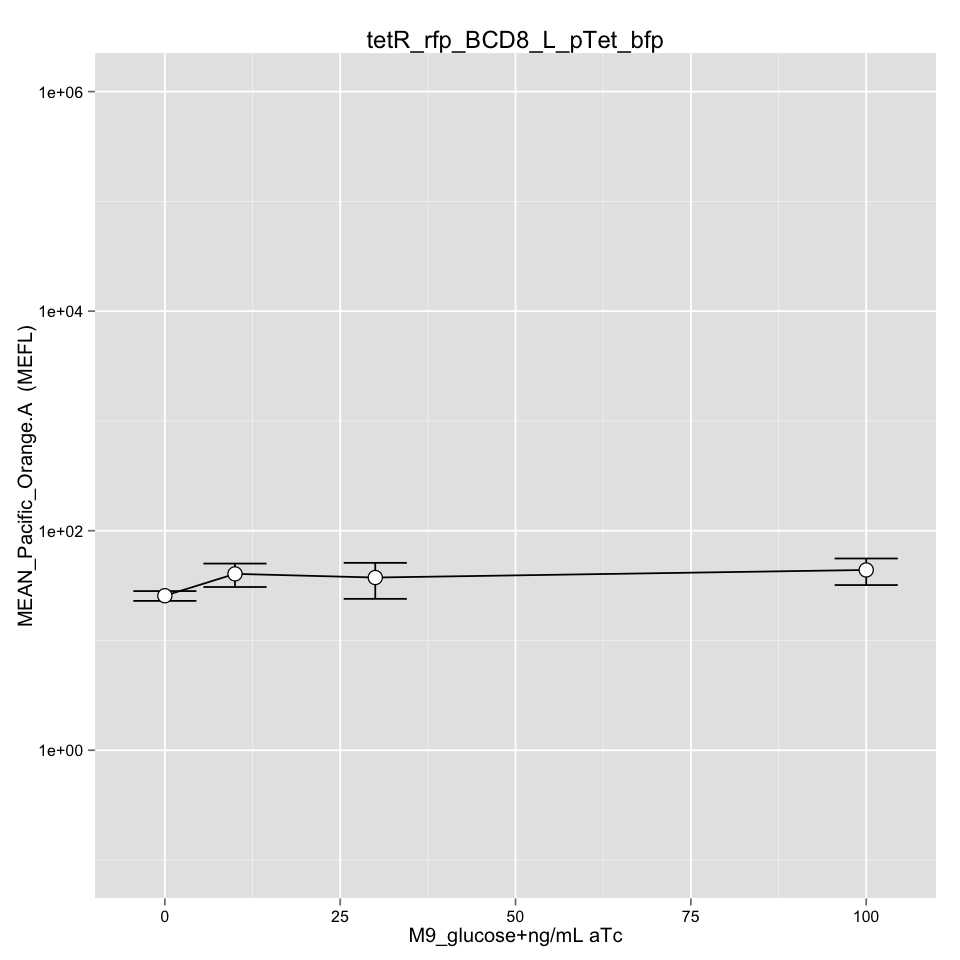 tetR_rfp_BCD8_L_pTet_bfp
1e+06
1e+04
1e+02
1e+00
MEAN_Pacific_Orange.A (MEFL)
0 25 50 75 100
M9_glucose+ng/mL aTc